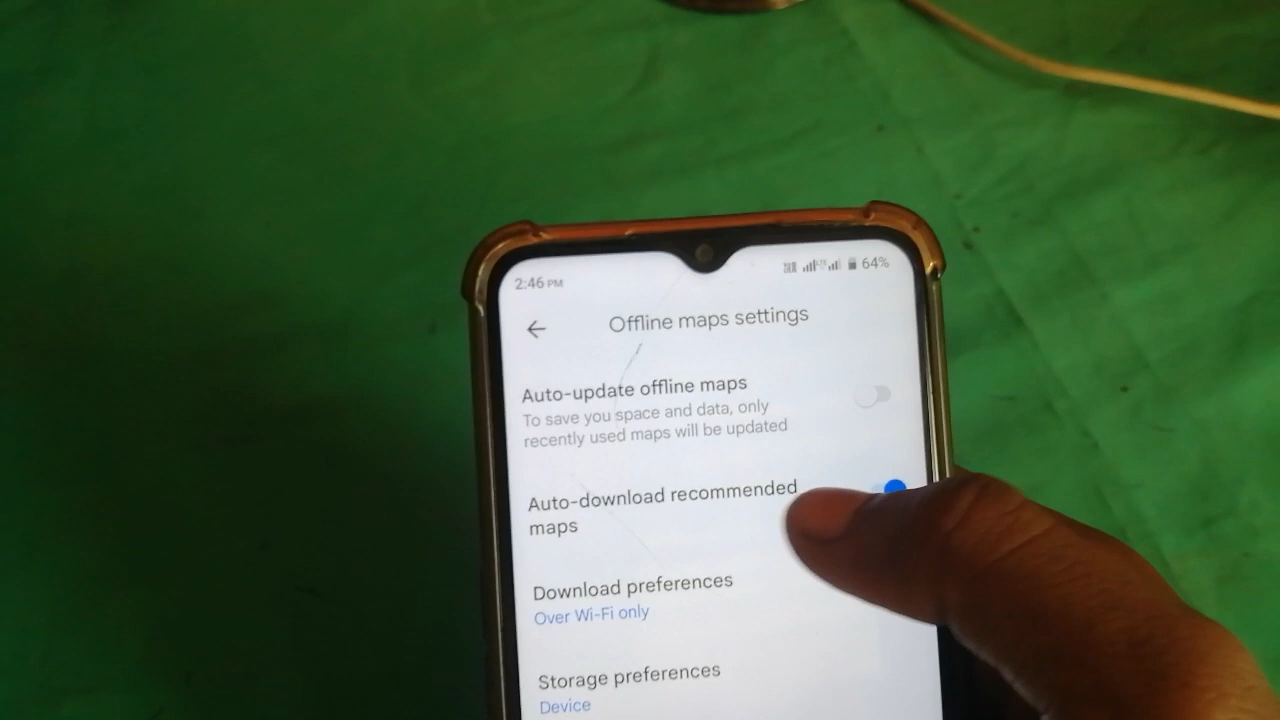 2:46 PM
64%
Offline maps settings
Auto-update offline maps
To save you space and data, only
recently used maps will be updated
Auto-download recommended
maps
Download preferences
Over Wi-Fi only
Storage preferences
Device